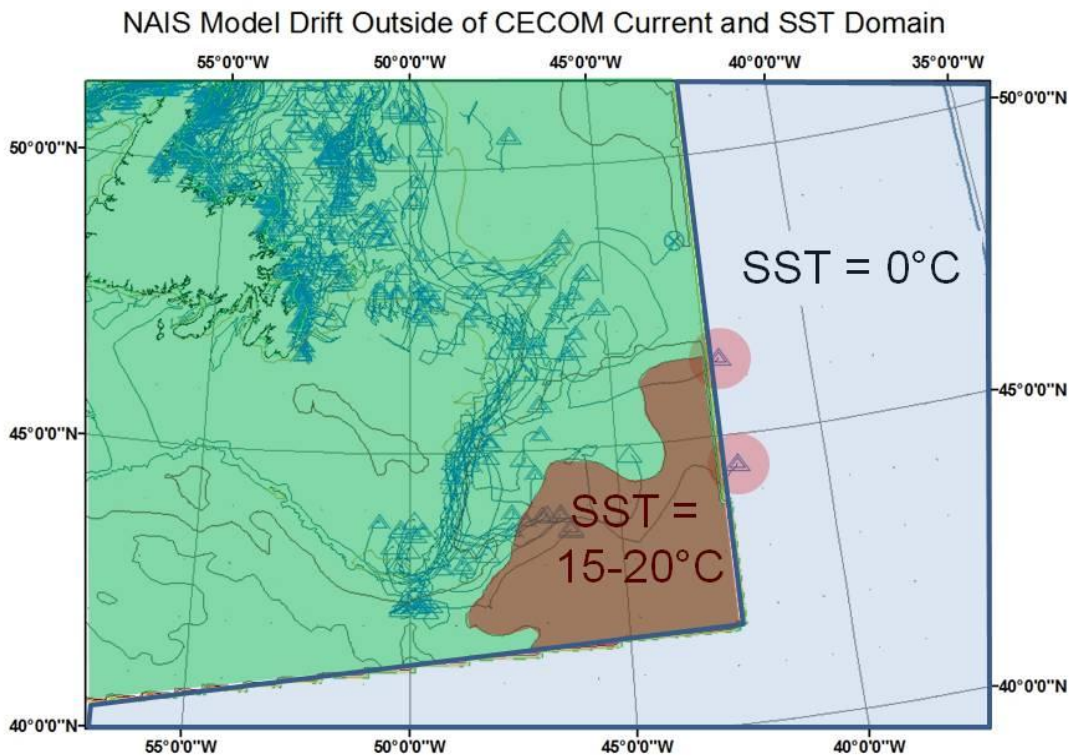 NAIS Model Drift Outside of CECOM Current and SST Domain
55°0'0"W 50°0'0"W 45°0'0"W 40°0'0"W 35°0'0"W
50°0'0"N 50°0'0"N
SST = 0°C
45°0'0"N 45°0'0"N
SST =
15-20°C
40°0'0"N 40°0'0"N
55°0'0"W 50°0'0"W 45°0'0"W 40°0'0"W